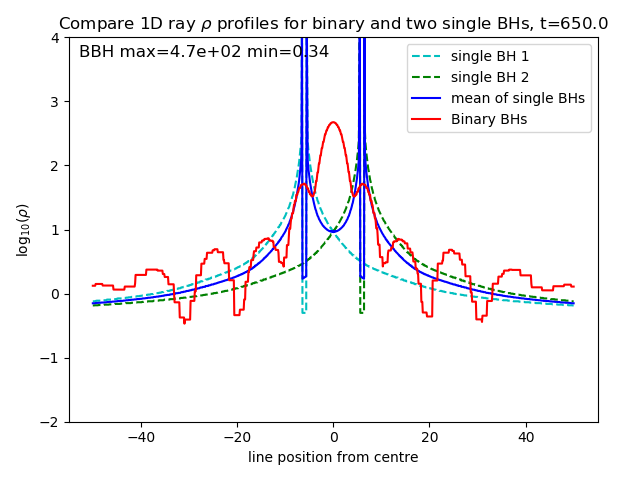 Compare 1D ray ρ profiles for binary and two single BHs, t=650.0
BBH max=4.7e+02 min=0.34
single BH 1
single BH 2
mean of single BHs
Binary BHs
4
3
2
1
0
−1
−2
log₁₀(ρ)
−40 −20 0 20 40
line position from centre